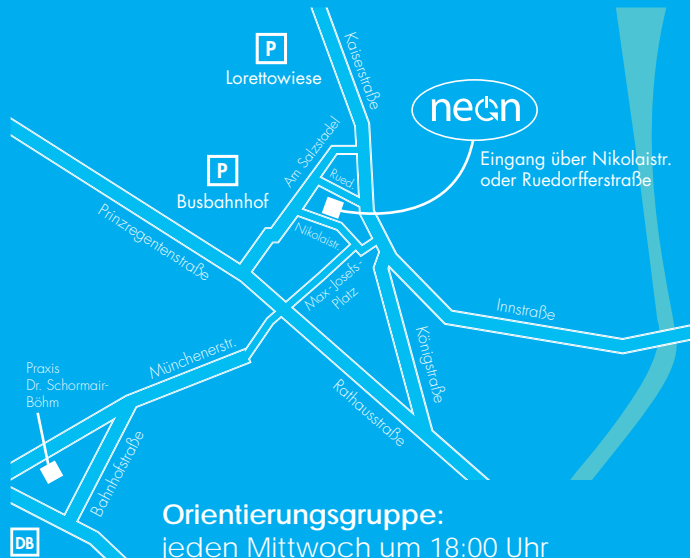 P
Lorettowiese
Kaiserstraße
neon
Eingang über Nikolaistr.
oder Ruedorfferstraße
Am Salzstadel
Rued.
P
Busbahnhof
Prinzregentenstraße
Nikolaistr.
Max-Josefs-
Platz
Innstraße
Münchenerstr.
Königstraße
Rathausstraße
Praxis
Dr. Schormair-
Böhm
Bahnhofstraße
DB
Orientierungsgruppe:
jeden Mittwoch um 18:00 Uhr